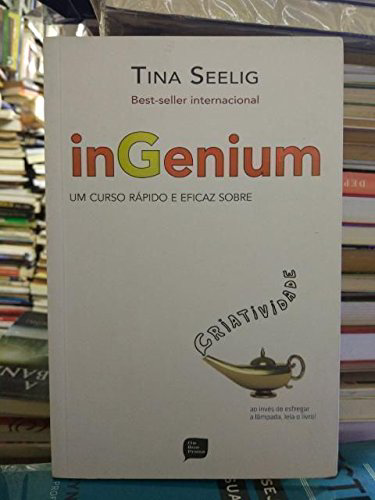 TINA SEELIG
Best-seller internacional
inGenium
UM CURSO RÁPIDO E EFICAZ SOBRE
CRIATIVIDADE
ao invés de esfregar
a lâmpada, leia o livro!
DEP